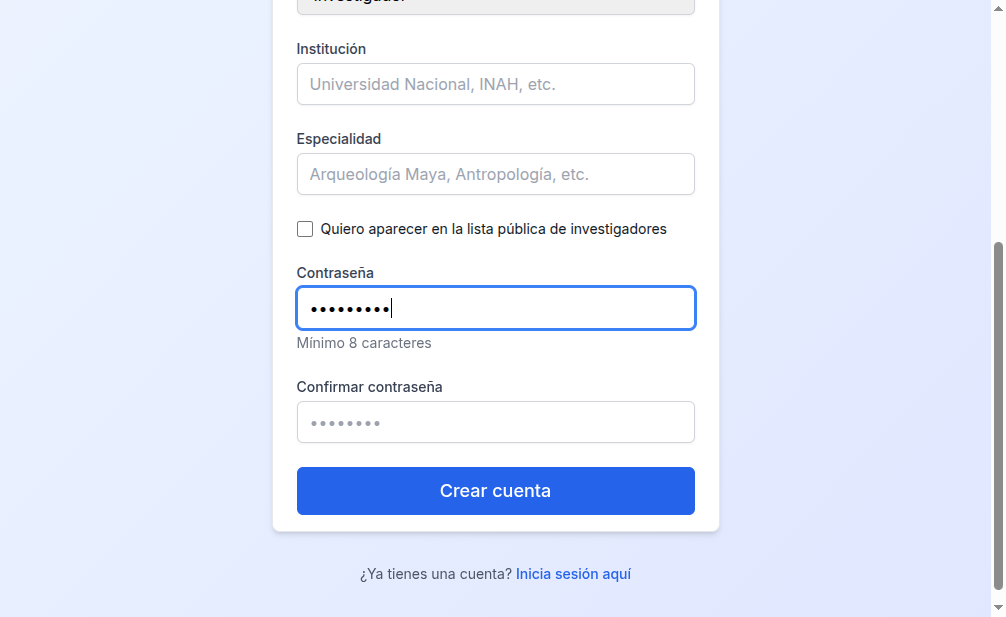 Investigador
Institución
Universidad Nacional, INAH, etc.
Especialidad
Arqueología Maya, Antropología, etc.
Quiero aparecer en la lista pública de investigadores
Contraseña
•••••••••
Mínimo 8 caracteres
Confirmar contraseña
••••••••
Crear cuenta
¿Ya tienes una cuenta? Inicia sesión aquí